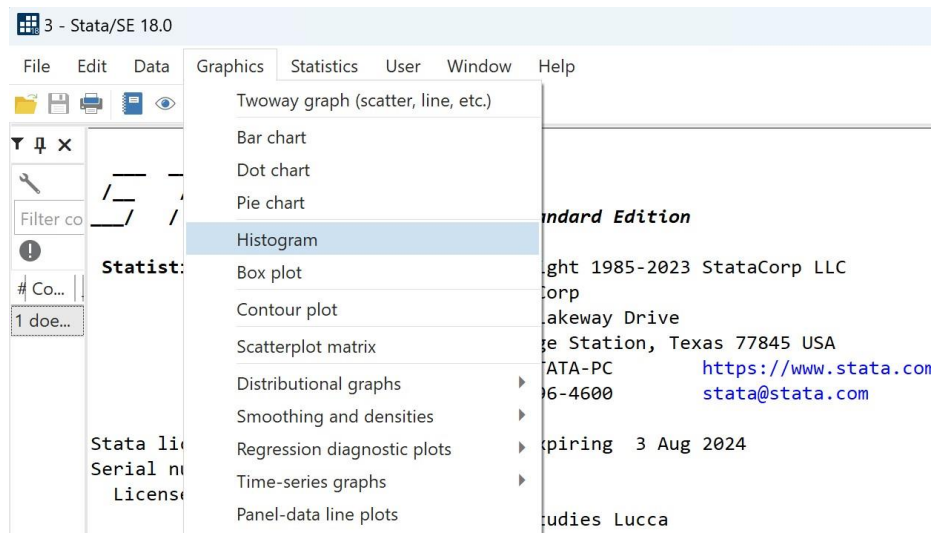 3 - Stata/SE 18.0
File Edit Data Graphics Statistics User Window Help
Twoway graph (scatter, line, etc.)
Bar chart
Dot chart
Pie chart
Filter co
ndard Edition
Histogram
Statist
ght 1985-2023 StataCorp LLC
Box plot
# Co...
Corp
Contour plot
1 doe...
akeway Drive
Scatterplot matrix
ge Station, Texas 77845 USA
Distributional graphs
TATA-PC https://www.stata.com
Smoothing and densities
96-4600 stata@stata.com
Stata lic
Regression diagnostic plots
xpiring 3 Aug 2024
Serial nu
Time-series graphs
License
Panel-data line plots
tudies Lucca